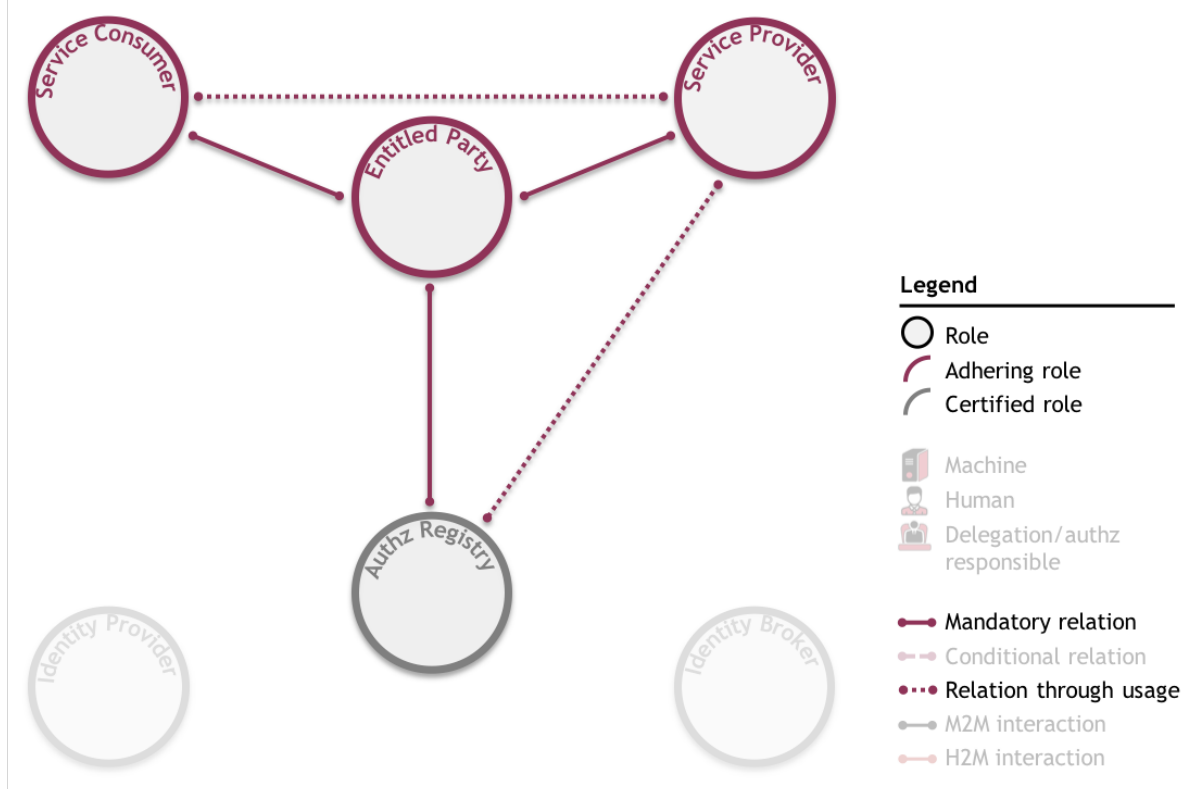 Service Consumer
Service Provider
Entitled Party
Authz Registry
Identity Provider
Identity Broker
Legend
Role
Adhering role
Certified role
Machine
Human
Delegation/authz
responsible
Mandatory relation
Conditional relation
Relation through usage
M2M interaction
H2M interaction